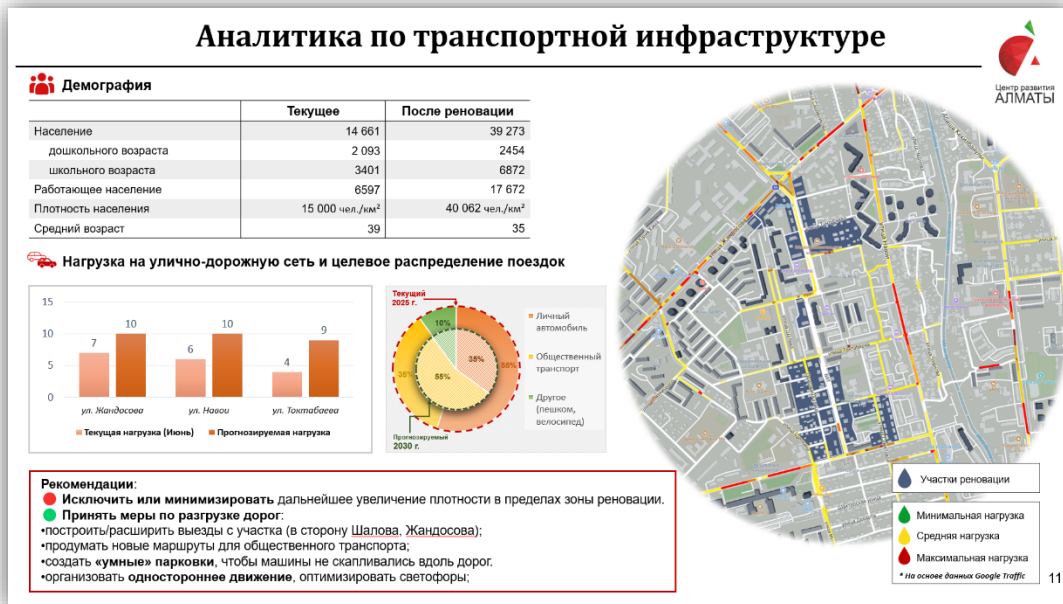 Аналитика по транспортной инфраструктуре
Центр развития
АЛМАТЫ
Демография
Текущее После реновации
Население 14 661 39 273
дошкольного возраста 2 093 2454
школьного возраста 3401 6872
Работающее население 6597 17 672
Плотность населения 15 000 чел./км² 40 062 чел./км²
Средний возраст 39 35
Нагрузка на улично-дорожную сеть и целевое распределение поездок
15
10
5
0
7 10
6 10
4 9
ул. Жандосова ул. Навои ул. Токтабаева
Текущая нагрузка (Июнь) Прогнозируемая нагрузка
Текущий
2025 г.
10%
35%
55%
35%
55%
Прогнозируемый
2030 г.
Личный
автомобиль
Общественный
транспорт
Другое
(пешком,
велосипед)
Рекомендации:
Исключить или минимизировать дальнейшее увеличение плотности в пределах зоны реновации.
Принять меры по разгрузке дорог:
•построить/расширить выезды с участка (в сторону Шалова, Жандосова);
•продумать новые маршруты для общественного транспорта;
•создать «умные» парковки, чтобы машины не скапливались вдоль дорог.
•организовать одностороннее движение, оптимизировать светофоры;
Участки реновации
Минимальная нагрузка
Средняя нагрузка
Максимальная нагрузка
* На основе данных Google Traffic
11